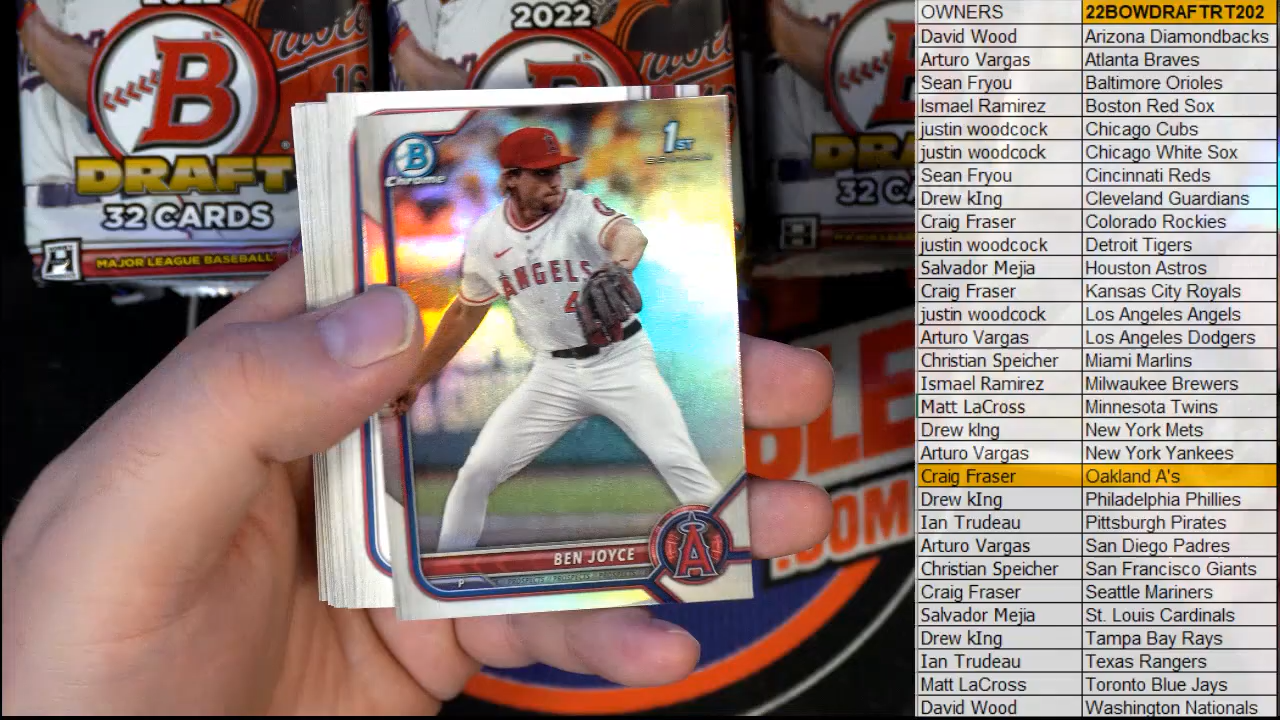 2022
DRAFT
32 CARDS
MAJOR LEAGUE BASEBALL
2022
B
16
DRAFT
32 C
B
Chrome
1ST
ANGELS
4
BEN JOYCE
P
PROSPECTS PROSPECTS PROSPECTS
A
.COM
OWNERS 22BOWDRAFTRT202
David Wood Arizona Diamondbacks
Arturo Vargas Atlanta Braves
Sean Fryou Baltimore Orioles
Ismael Ramirez Boston Red Sox
justin woodcock Chicago Cubs
justin woodcock Chicago White Sox
Sean Fryou Cincinnati Reds
Drew kIng Cleveland Guardians
Craig Fraser Colorado Rockies
justin woodcock Detroit Tigers
Salvador Mejia Houston Astros
Craig Fraser Kansas City Royals
justin woodcock Los Angeles Angels
Arturo Vargas Los Angeles Dodgers
Christian Speicher Miami Marlins
Ismael Ramirez Milwaukee Brewers
Matt LaCross Minnesota Twins
Drew kIng New York Mets
Arturo Vargas New York Yankees
Craig Fraser Oakland A's
Drew kIng Philadelphia Phillies
Ian Trudeau Pittsburgh Pirates
Arturo Vargas San Diego Padres
Christian Speicher San Francisco Giants
Craig Fraser Seattle Mariners
Salvador Mejia St. Louis Cardinals
Drew kIng Tampa Bay Rays
Ian Trudeau Texas Rangers
Matt LaCross Toronto Blue Jays
David Wood Washington Nationals